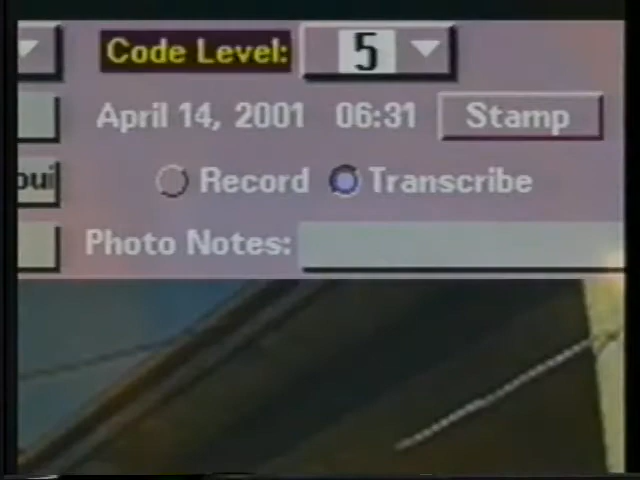 Code Level: 5
April 14, 2001 06:31 Stamp
Record Transcribe
Photo Notes: